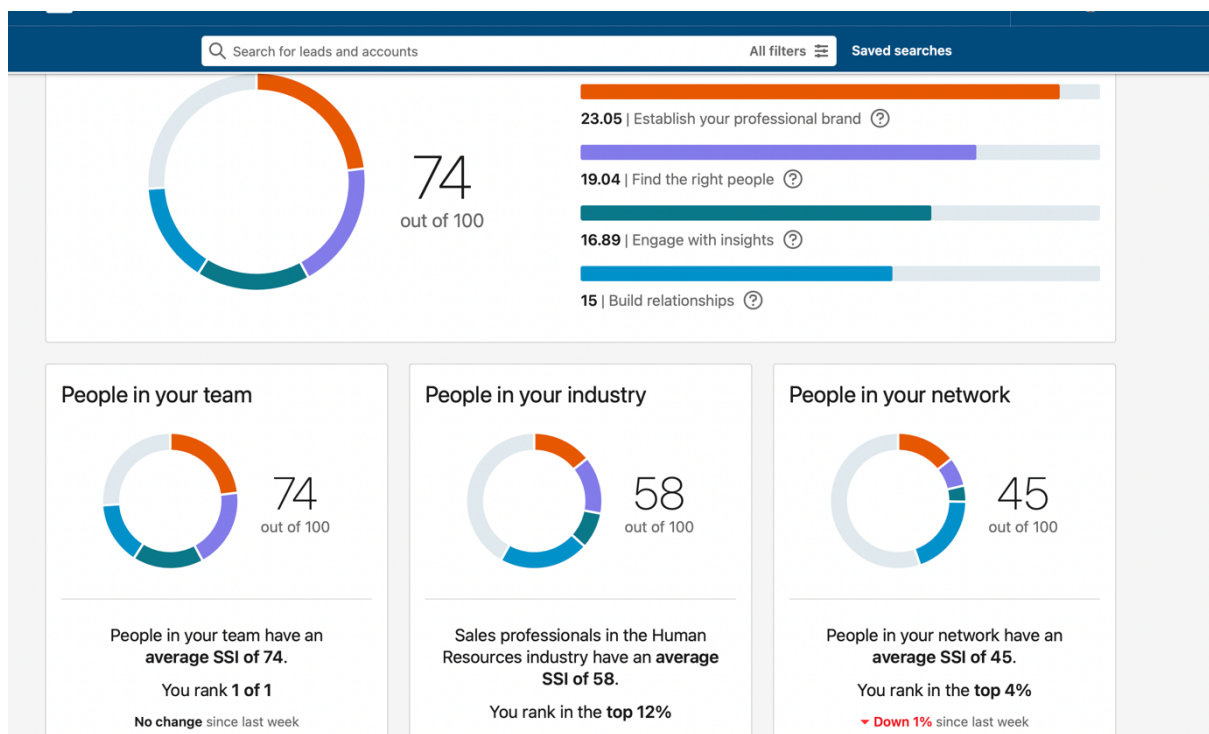 Search for leads and accounts All filters Saved searches
74
out of 100
23.05 | Establish your professional brand ?
19.04 | Find the right people ?
16.89 | Engage with insights ?
15 | Build relationships ?
People in your team
74
out of 100
People in your team have an
average SSI of 74.
You rank 1 of 1
No change since last week
People in your industry
58
out of 100
Sales professionals in the Human
Resources industry have an average
SSI of 58.
You rank in the top 12%
People in your network
45
out of 100
People in your network have an
average SSI of 45.
You rank in the top 4%
Down 1% since last week